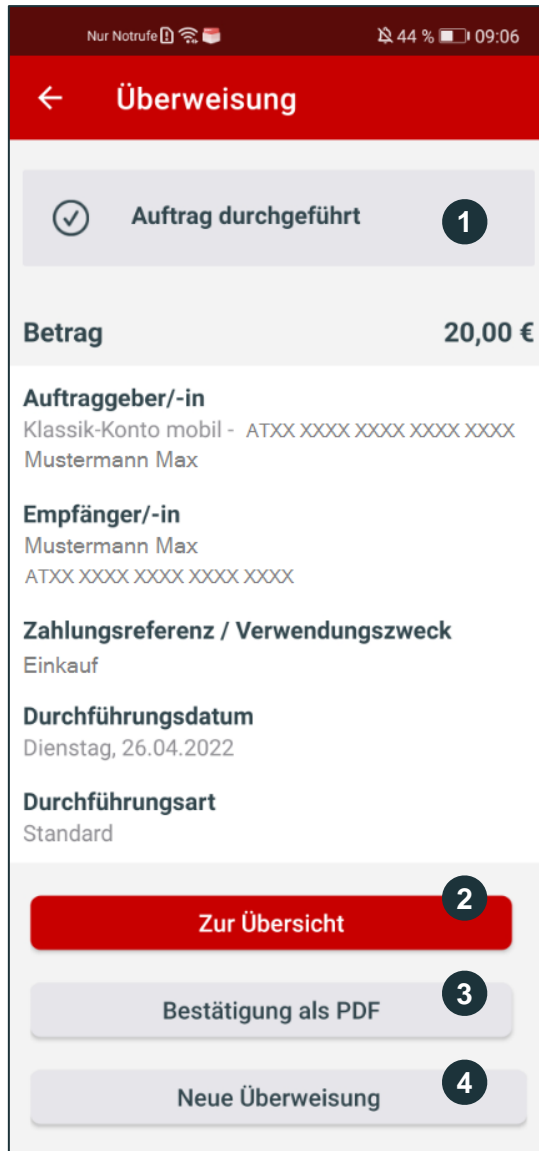 Nur Notrufe 44 % 09:06
Überweisung
Auftrag durchgeführt 1
Betrag 20,00 €
Auftraggeber/-in
Klassik-Konto mobil - ATXX XXXX XXXX XXXX XXXX
Mustermann Max
Empfänger/-in
Mustermann Max
ATXX XXXX XXXX XXXX XXXX
Zahlungsreferenz / Verwendungszweck
Einkauf
Durchführungsdatum
Dienstag, 26.04.2022
Durchführungsart
Standard
Zur Übersicht 2
Bestätigung als PDF 3
Neue Überweisung 4